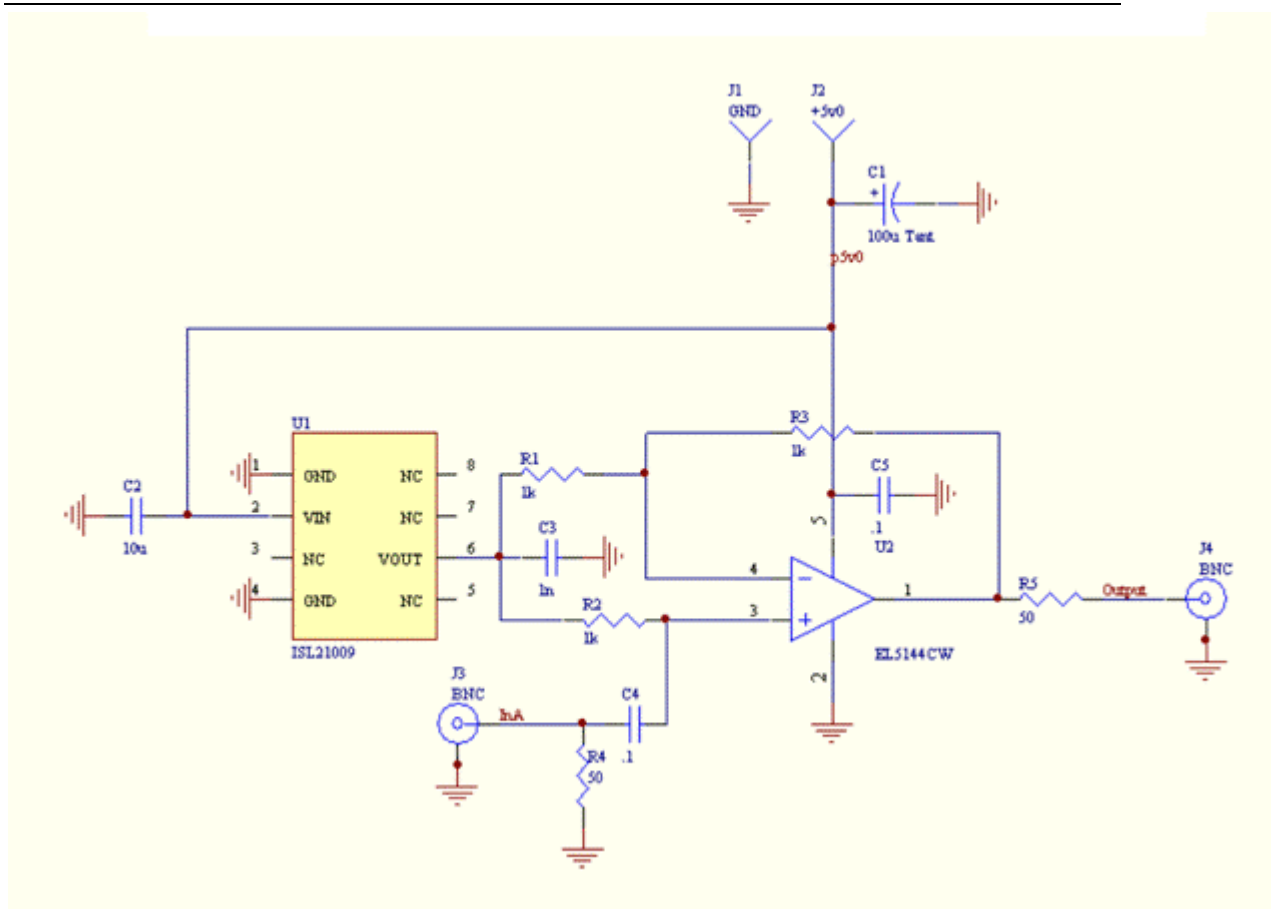 J1
GND
J2
+5v0
C1
+
100u Tant
p5v0
U1
1 GND NC 8
2 VIN NC 7
3 NC VOUT 6
4 GND NC 5
ISL21009
C2
10u
R1
1k
C3
1n
R2
1k
R3
1k
C5
.1
U2
5
4
3
1
2
EL5144CW
R5
50
Output
J4
BNC
J3
BNC
InA
C4
.1
R4
50